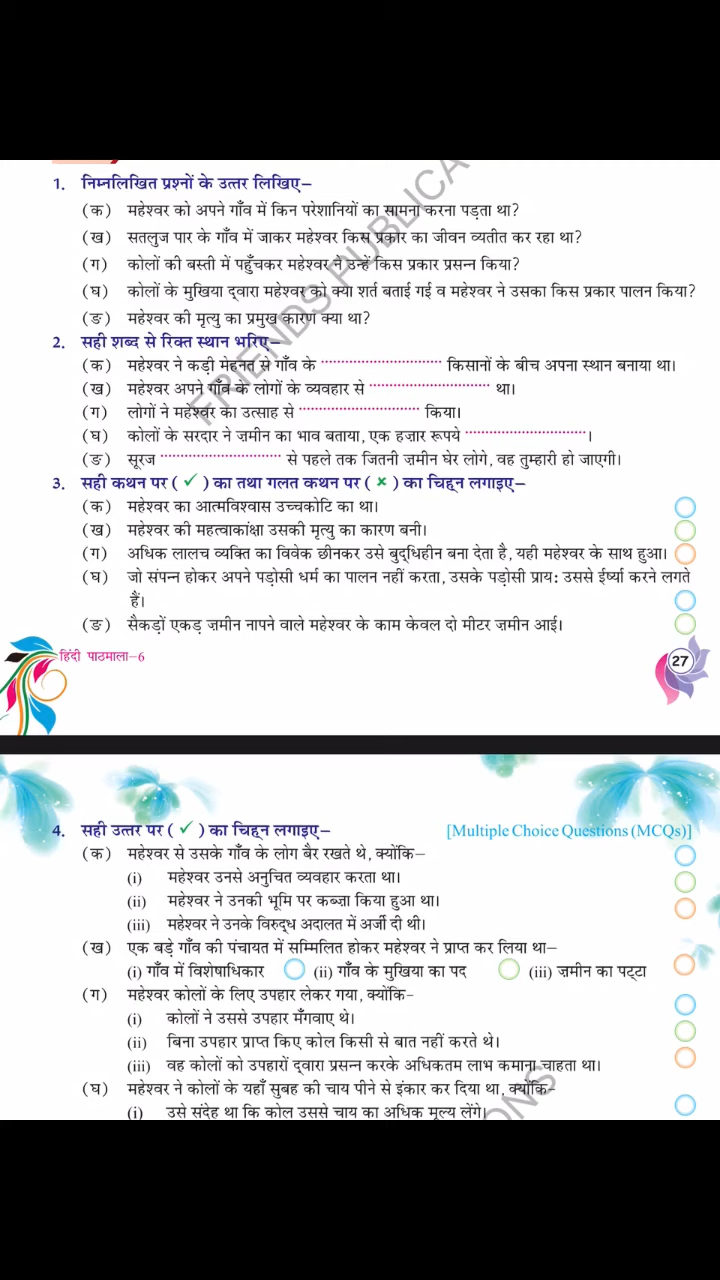 1. निम्नलिखित प्रश्नों के उत्तर लिखिए–
(क) महेश्वर को अपने गाँव में किन परेशानियों का सामना करना पड़ता था?
(ख) सतलुज पार के गाँव में जाकर महेश्वर किस प्रकार का जीवन व्यतीत कर रहा था?
(ग) कोलों की बस्ती में पहुँचकर महेश्वर ने उन्हें किस प्रकार प्रसन्न किया?
(घ) कोलों के मुखिया द्वारा महेश्वर को क्या शर्त बताई गई व महेश्वर ने उसका किस प्रकार पालन किया?
(ङ) महेश्वर की मृत्यु का प्रमुख कारण क्या था?
2. सही शब्द से रिक्त स्थान भरिए–
(क) महेश्वर ने कड़ी मेहनत से गाँव के ............................ किसानों के बीच अपना स्थान बनाया था।
(ख) महेश्वर अपने गाँव के लोगों के व्यवहार से ............................ था।
(ग) लोगों ने महेश्वर का उत्साह से ............................ किया।
(घ) कोलों के सरदार ने ज़मीन का भाव बताया, एक हज़ार रूपये ............................ ।
(ङ) सूरज ............................ से पहले तक जितनी ज़मीन घेर लोगे, वह तुम्हारी हो जाएगी।
3. सही कथन पर ( ✓ ) का तथा गलत कथन पर ( ✗ ) का चिह्न लगाइए–
(क) महेश्वर का आत्मविश्वास उच्चकोटि का था।
(ख) महेश्वर की महत्वाकांक्षा उसकी मृत्यु का कारण बनी।
(ग) अधिक लालच व्यक्ति का विवेक छीनकर उसे बुद्धिहीन बना देता है, यही महेश्वर के साथ हुआ।
(घ) जो संपन्न होकर अपने पड़ोसी धर्म का पालन नहीं करता, उसके पड़ोसी प्राय: उससे ईर्ष्या करने लगते
हैं।
(ङ) सैकड़ों एकड़ ज़मीन नापने वाले महेश्वर के काम केवल दो मीटर ज़मीन आई।
हिंदी पाठमाला–6
27
FRIENDS PUBLICA
4. सही उत्तर पर ( ✓ ) का चिह्न लगाइए– [Multiple Choice Questions (MCQs)]
(क) महेश्वर से उसके गाँव के लोग बैर रखते थे, क्योंकि–
(i) महेश्वर उनसे अनुचित व्यवहार करता था।
(ii) महेश्वर ने उनकी भूमि पर कब्ज़ा किया हुआ था।
(iii) महेश्वर ने उनके विरुद्ध अदालत में अर्जी दी थी।
(ख) एक बड़े गाँव की पंचायत में सम्मिलित होकर महेश्वर ने प्राप्त कर लिया था–
(i) गाँव में विशेषाधिकार (ii) गाँव के मुखिया का पद (iii) ज़मीन का पट्टा
(ग) महेश्वर कोलों के लिए उपहार लेकर गया, क्योंकि-
(i) कोलों ने उससे उपहार मँगवाए थे।
(ii) बिना उपहार प्राप्त किए कोल किसी से बात नहीं करते थे।
(iii) वह कोलों को उपहारों द्वारा प्रसन्न करके अधिकतम लाभ कमाना चाहता था।
(घ) महेश्वर ने कोलों के यहाँ सुबह की चाय पीने से इंकार कर दिया था, क्योंकि–
(i) उसे संदेह था कि कोल उससे चाय का अधिक मूल्य लेंगे।
ONS